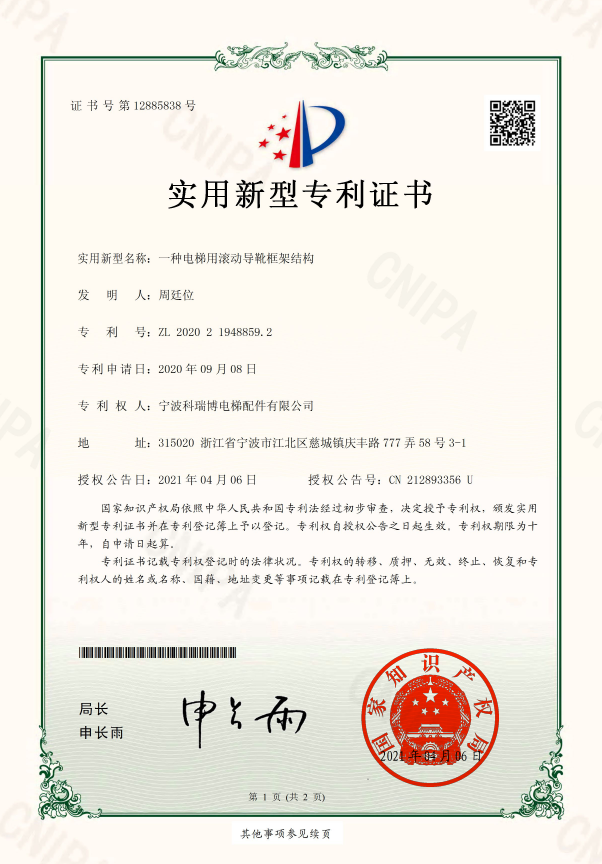 证书号第12885838号
实用新型专利证书
实用新型名称：一种电梯用滚动导靴框架结构
发明人：周廷位
专利号：ZL 2020 2 1948859.2
专利申请日：2020年09月08日
专利权人：宁波科瑞博电梯配件有限公司
地址：315020 浙江省宁波市江北区慈城镇庆丰路777弄58号3-1
授权公告日：2021年04月06日 授权公告号：CN 212893356 U
国家知识产权局依照中华人民共和国专利法经过初步审查，决定授予专利权，颁发实用
新型专利证书并在专利登记簿上予以登记。专利权自授权公告之日起生效。专利权期限为十
年，自申请日起算。
专利证书记载专利权登记时的法律状况。专利权的转移、质押、无效、终止、恢复和专
利权人的姓名或名称、国籍、地址变更等事项记载在专利登记簿上。
局长
申长雨
申长雨
国家知识产权局
2021年04月06日
第 1 页 (共 2 页)
其他事项参见续页
CNIPA
CNIPA
CNIPA
CNIPA